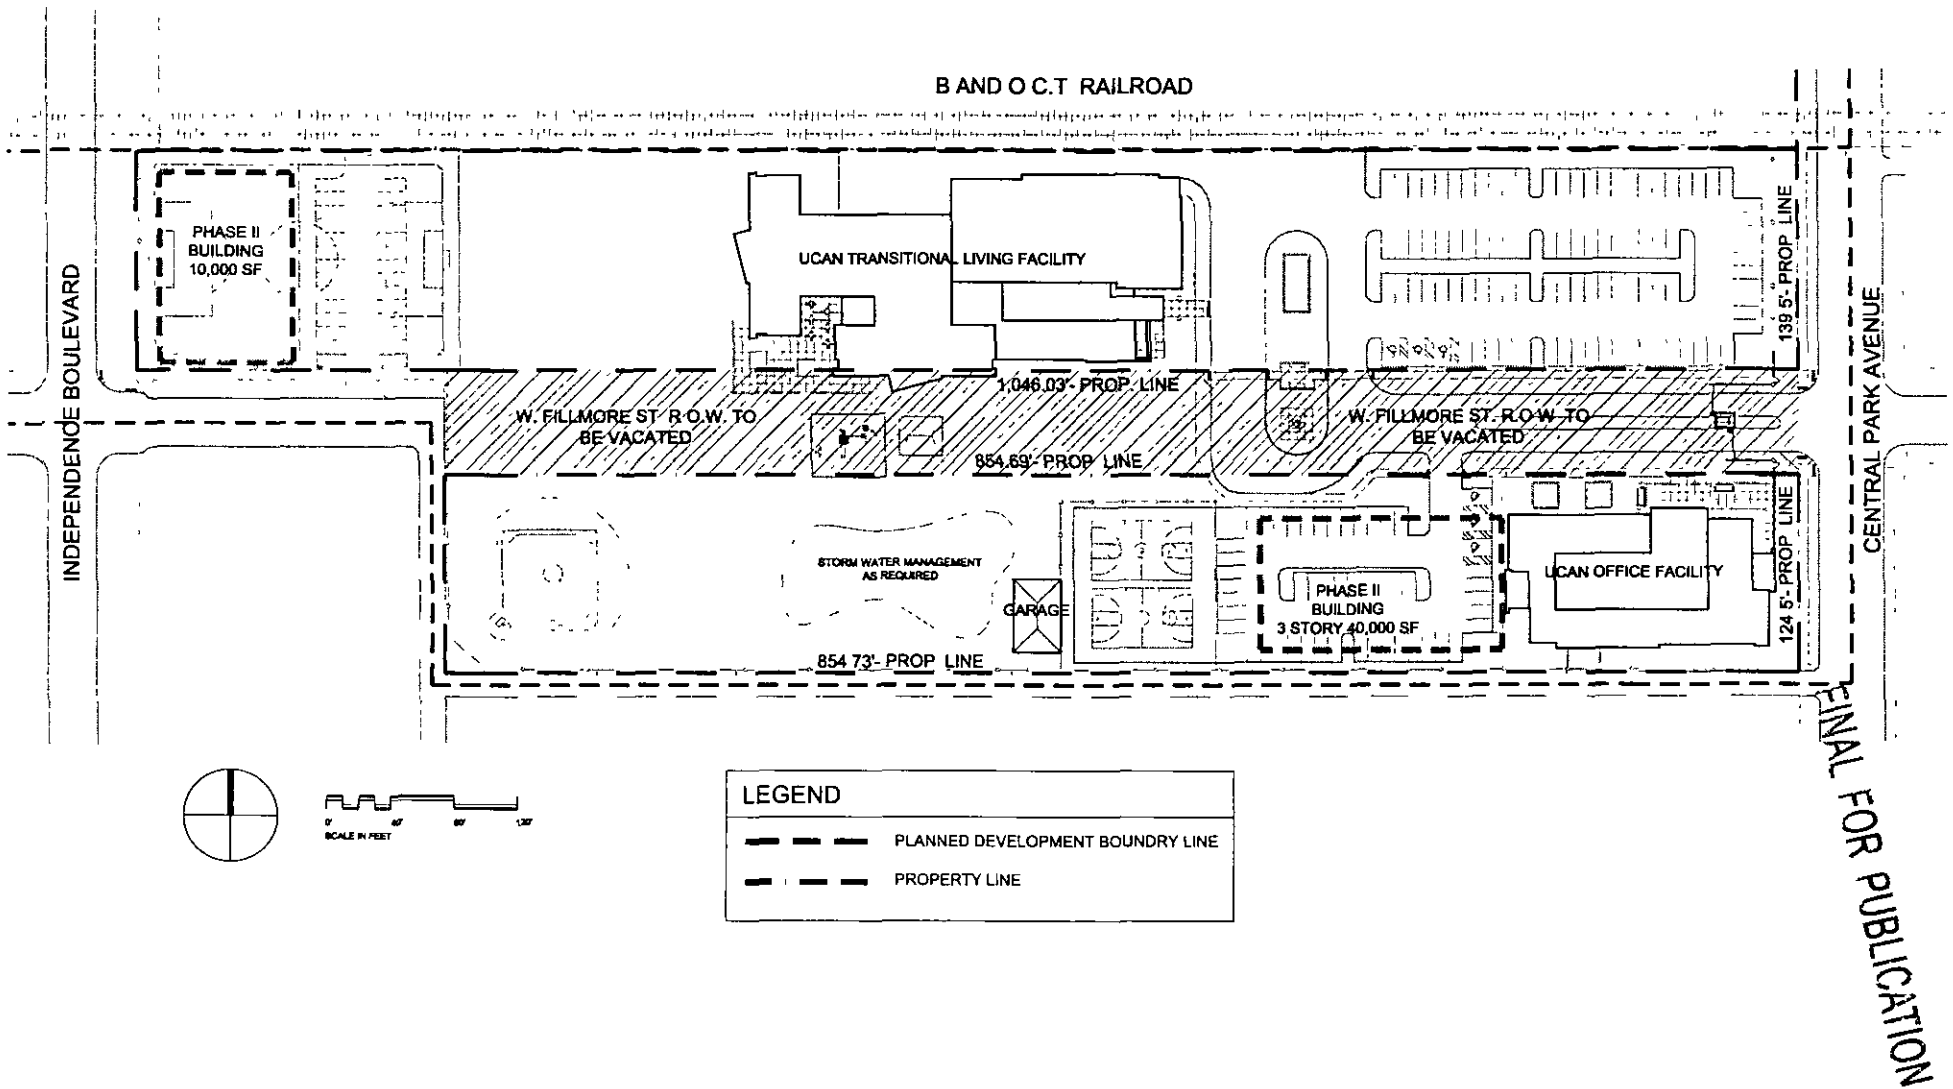 B AND O C.T RAILROAD
INDEPENDENCE BOULEVARD
PHASE II
BUILDING
10,000 SF
UCAN TRANSITIONAL LIVING FACILITY
139 5'- PROP LINE
CENTRAL PARK AVENUE
1,046.03'- PROP LINE
W. FILLMORE ST R O.W. TO
BE VACATED
W. FILLMORE ST. R.O.W. TO
BE VACATED
854.69'- PROP LINE
STORM WATER MANAGEMENT
AS REQUIRED
GARAGE
PHASE II
BUILDING
3 STORY 40,000 SF
UCAN OFFICE FACILITY
124 5'- PROP LINE
854 73'- PROP LINE
0' 40' 80' 120'
SCALE IN FEET
LEGEND
PLANNED DEVELOPMENT BOUNDRY LINE
PROPERTY LINE
FINAL FOR PUBLICATION